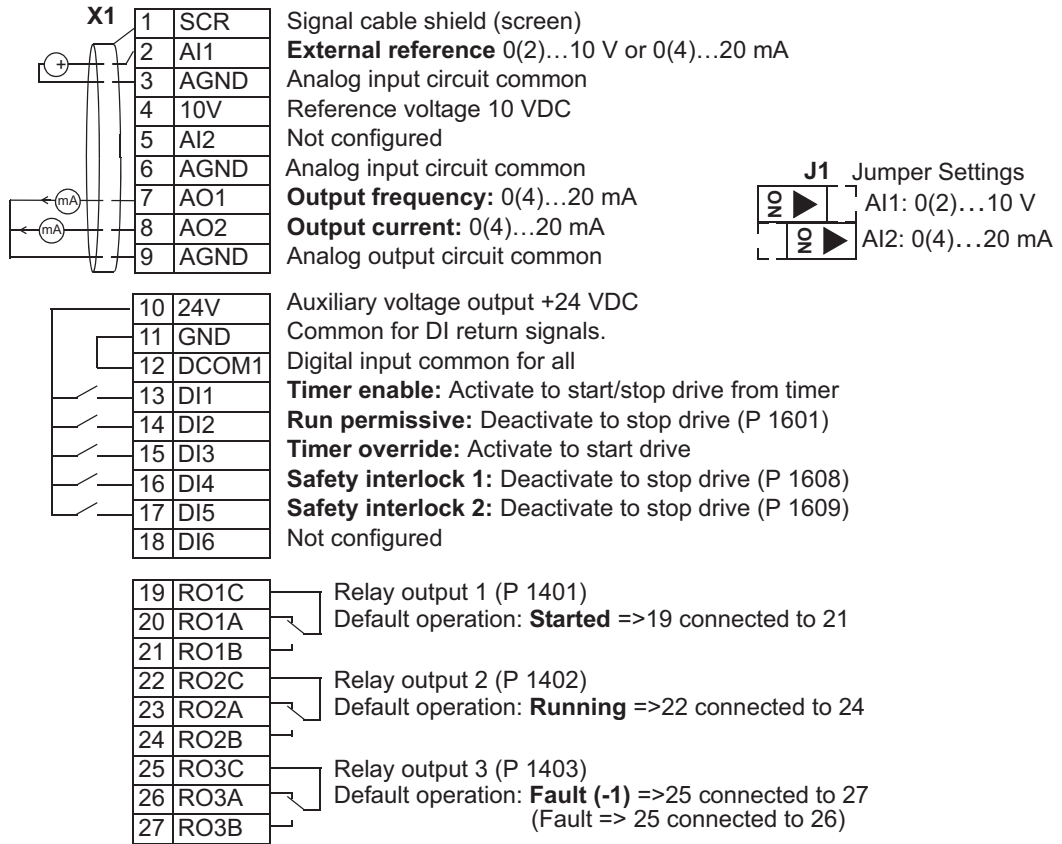 X1
1 SCR Signal cable shield (screen)
2 AI1 External reference 0(2)…10 V or 0(4)…20 mA
3 AGND Analog input circuit common
4 10V Reference voltage 10 VDC
5 AI2 Not configured
6 AGND Analog input circuit common
7 AO1 Output frequency: 0(4)…20 mA
8 AO2 Output current: 0(4)…20 mA
9 AGND Analog output circuit common
+
mA
mA
J1 Jumper Settings
ON AI1: 0(2)…10 V
ON AI2: 0(4)…20 mA
10 24V Auxiliary voltage output +24 VDC
11 GND Common for DI return signals.
12 DCOM1 Digital input common for all
13 DI1 Timer enable: Activate to start/stop drive from timer
14 DI2 Run permissive: Deactivate to stop drive (P 1601)
15 DI3 Timer override: Activate to start drive
16 DI4 Safety interlock 1: Deactivate to stop drive (P 1608)
17 DI5 Safety interlock 2: Deactivate to stop drive (P 1609)
18 DI6 Not configured
19 RO1C Relay output 1 (P 1401)
20 RO1A Default operation: Started =>19 connected to 21
21 RO1B
22 RO2C Relay output 2 (P 1402)
23 RO2A Default operation: Running =>22 connected to 24
24 RO2B
25 RO3C Relay output 3 (P 1403)
26 RO3A Default operation: Fault (-1) =>25 connected to 27
27 RO3B (Fault => 25 connected to 26)